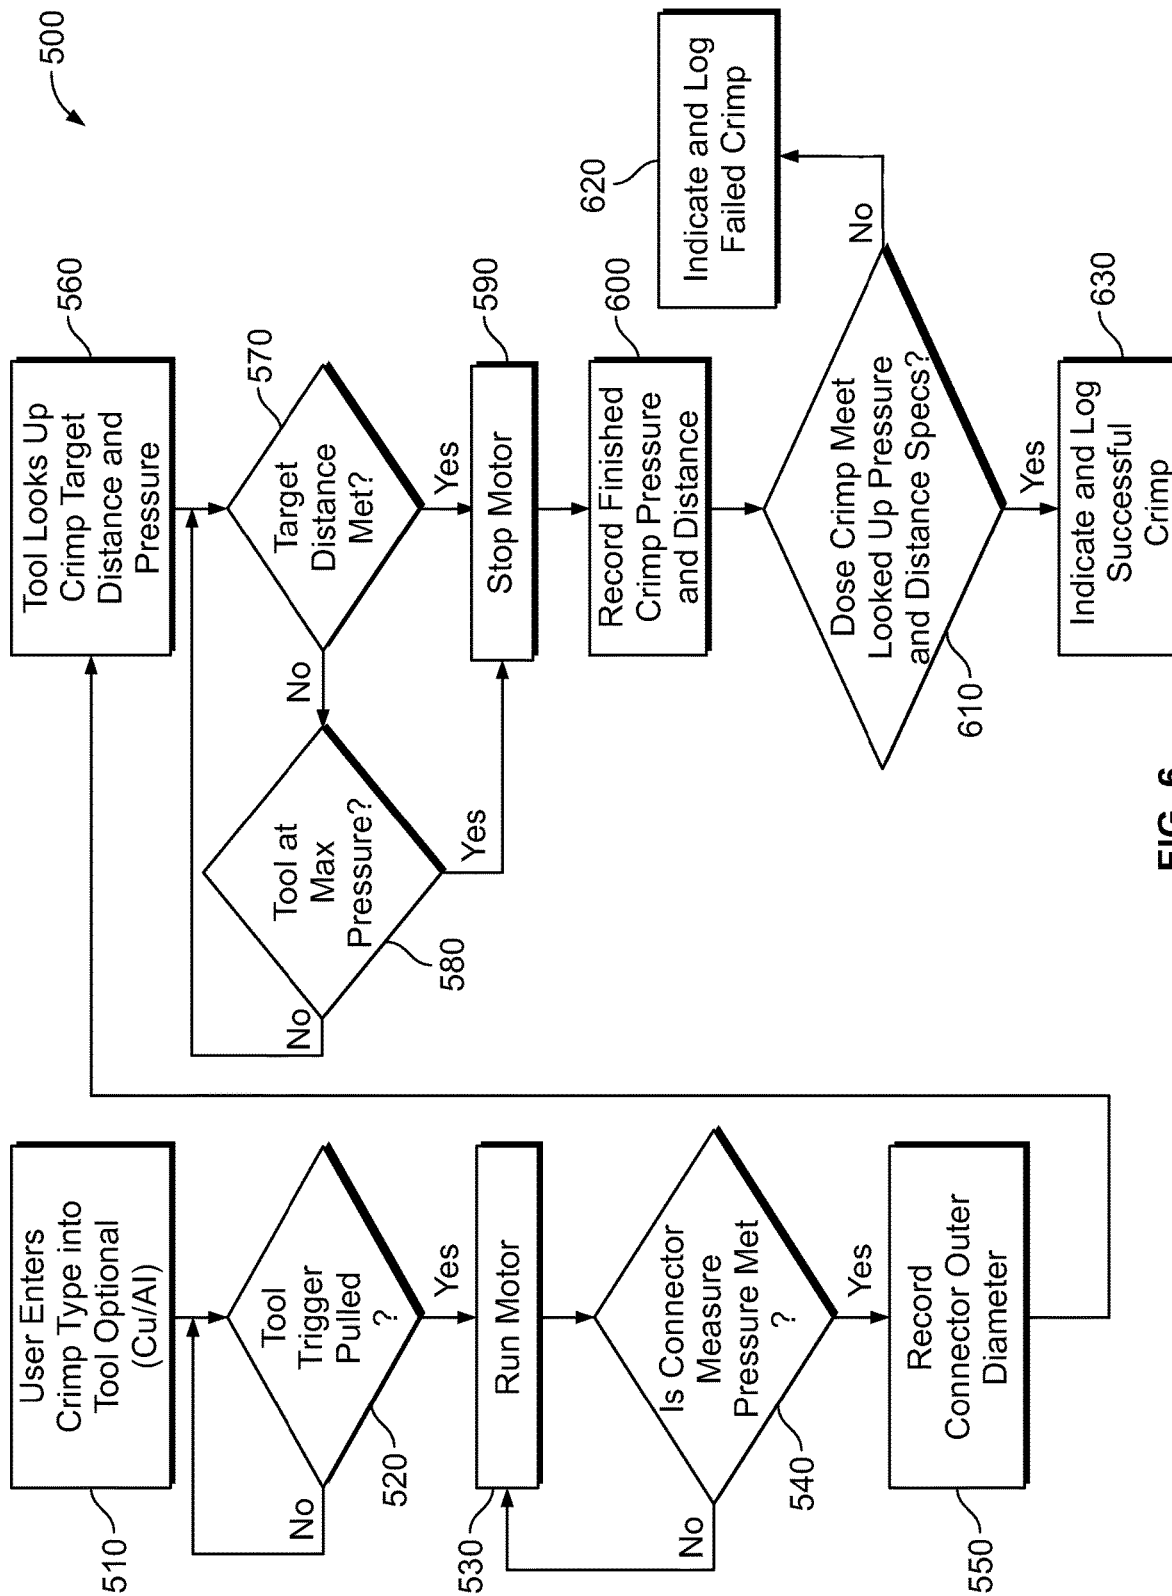 500
510
User Enters
Crimp Type into
Tool Optional
(Cu/Al)
No
520
Tool
Trigger
Pulled
?
Yes
530
Run Motor
No
540
Is Connector
Measure
Pressure Met
?
Yes
550
Record
Connector Outer
Diameter
560
Tool Looks Up
Crimp Target
Distance and
Pressure
570
Target
Distance
Met?
No
Yes
580
Tool at
Max
Pressure?
No
Yes
590
Stop Motor
600
Record Finished
Crimp Pressure
and Distance
610
Dose Crimp Meet
Looked Up Pressure
and Distance Specs?
No
620
Indicate and Log
Failed Crimp
Yes
630
Indicate and Log
Successful
Crimp
FIG. 6